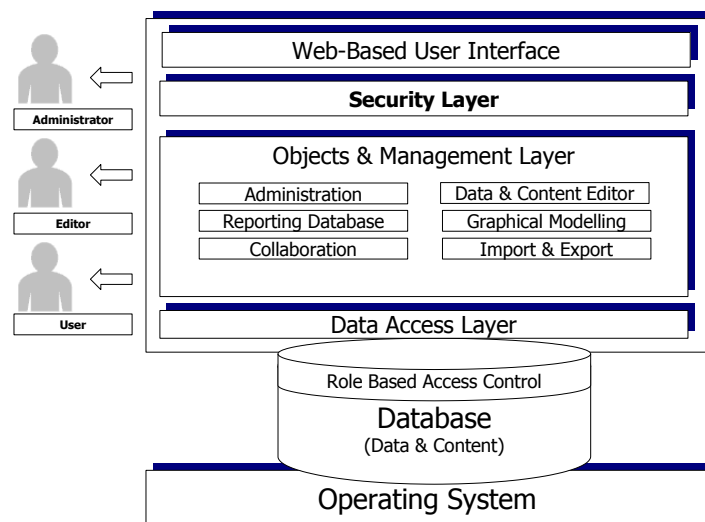 Web-Based User Interface
Security Layer
Administrator
Objects & Management Layer
Administration
Data & Content Editor
Editor
Reporting Database
Graphical Modelling
Collaboration
Import & Export
User
Data Access Layer
Role Based Access Control
Database
(Data & Content)
Operating System